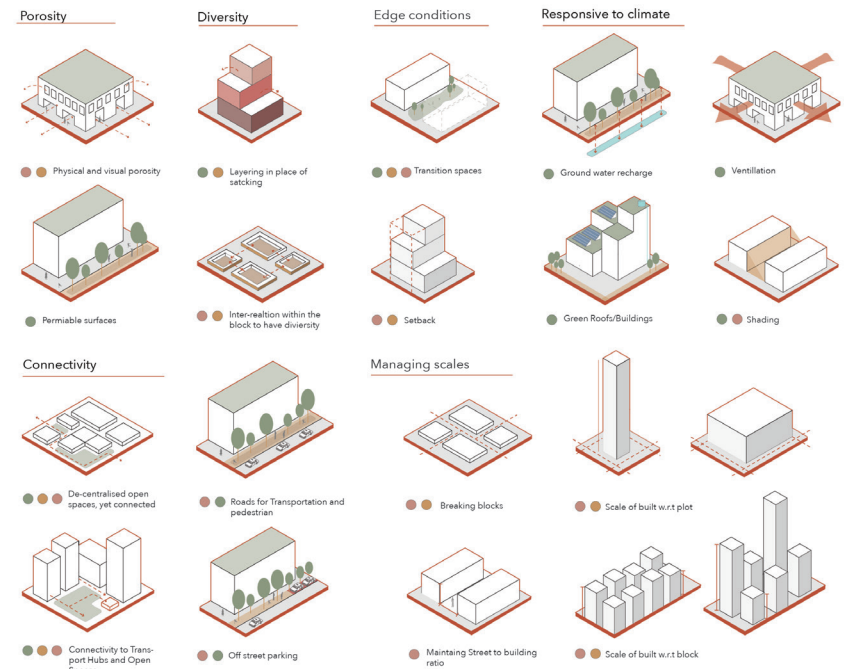 Porosity
Diversity
Edge conditions
Responsive to climate
Physical and visual porosity
Layering in place of
satcking
Transition spaces
Ground water recharge
Ventillation
Permiable surfaces
Inter-realtion within the
block to have diviersity
Setback
Green Roofs/Buildings
Shading
Connectivity
Managing scales
De-centralised open
spaces, yet connected
Roads for Transportation and
pedestrian
Breaking blocks
Scale of built w.r.t plot
Connectivity to Trans-
port Hubs and Open
Off street parking
Maintaing Street to building
ratio
Scale of built w.r.t block